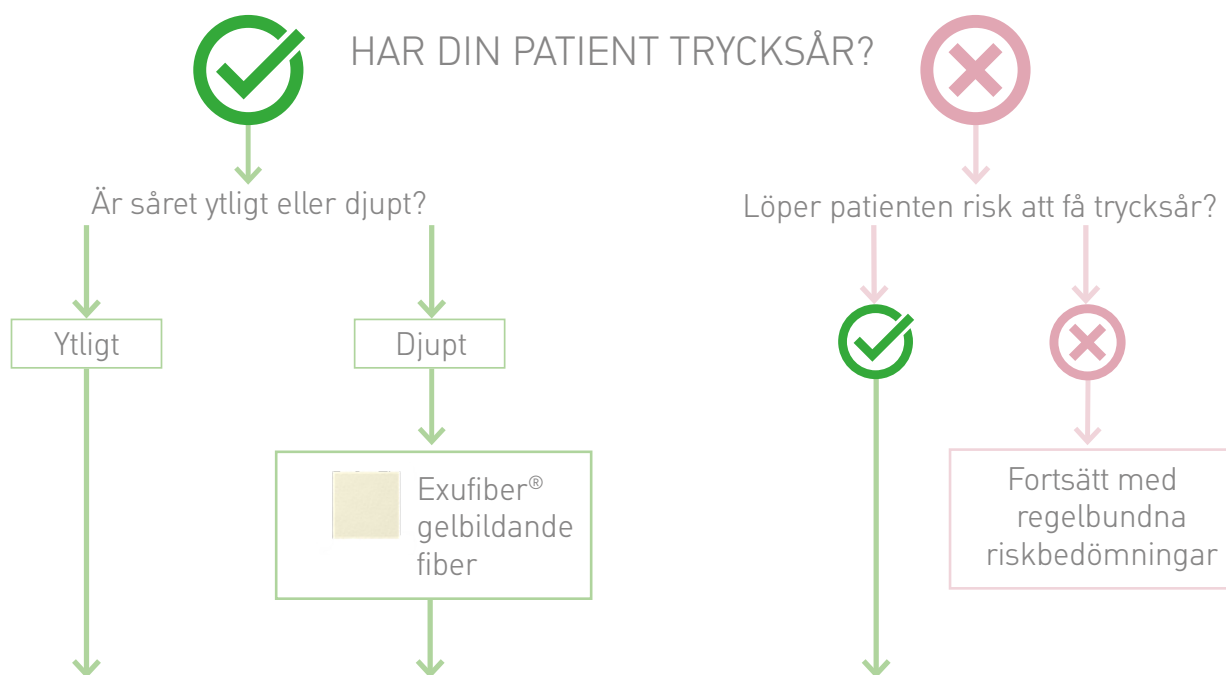 HAR DIN PATIENT TRYCKSÅR?
Är såret ytligt eller djupt?
Löper patienten risk att få trycksår?
Ytligt
Djupt
Exufiber®
gelbildande
fiber
Fortsätt med
regelbundna
riskbedömningar